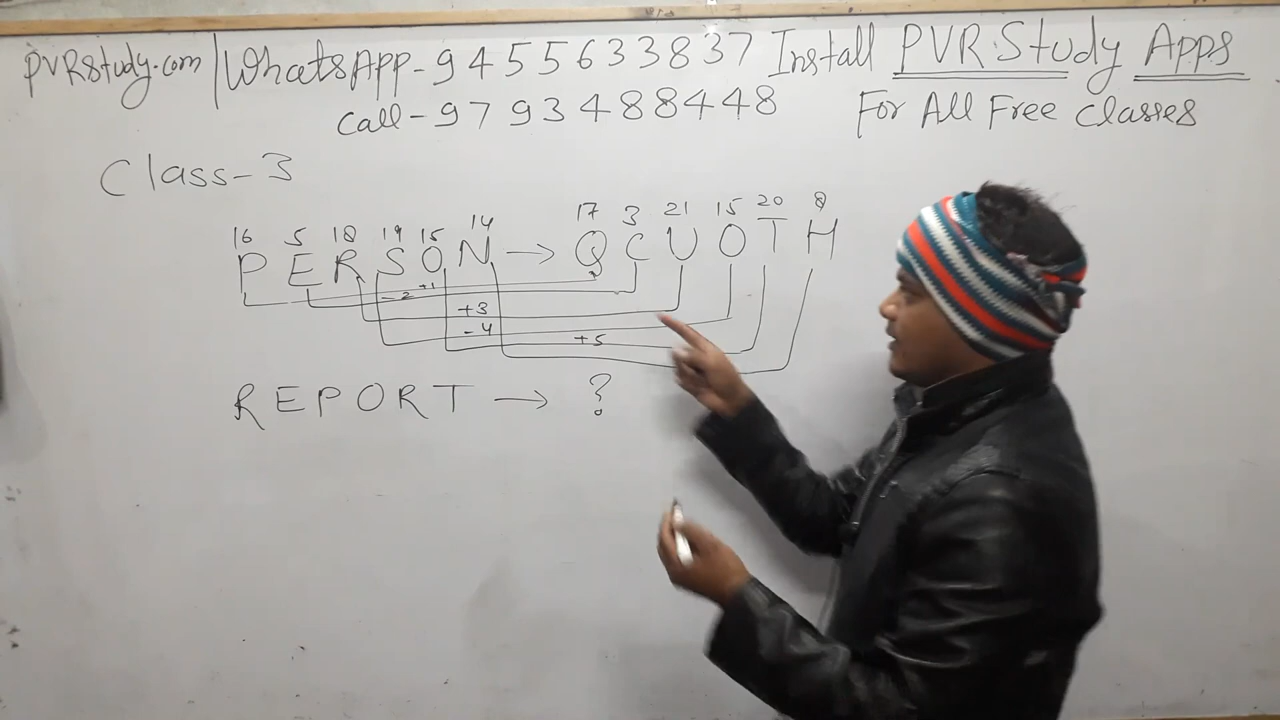 PVRstudy.com | WhatsApp-9455633837 Install PVR Study Apps
Call-9793488448 For All Free Classes
Class-3
16 5 18 19 15 14 17 3 21 15 20 8
PERSON → QCUOTH
-2 +1
+3
-4
+5
REPORT → ?